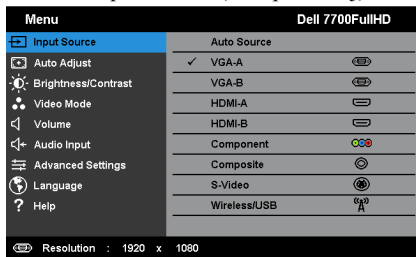 Menu Dell 7700FullHD
Input Source Auto Source
Auto Adjust ✓ VGA-A
Brightness/Contrast VGA-B
Video Mode HDMI-A
Volume HDMI-B
Audio Input Component
Advanced Settings Composite
Language S-Video
? Help Wireless/USB
Resolution : 1920 x 1080